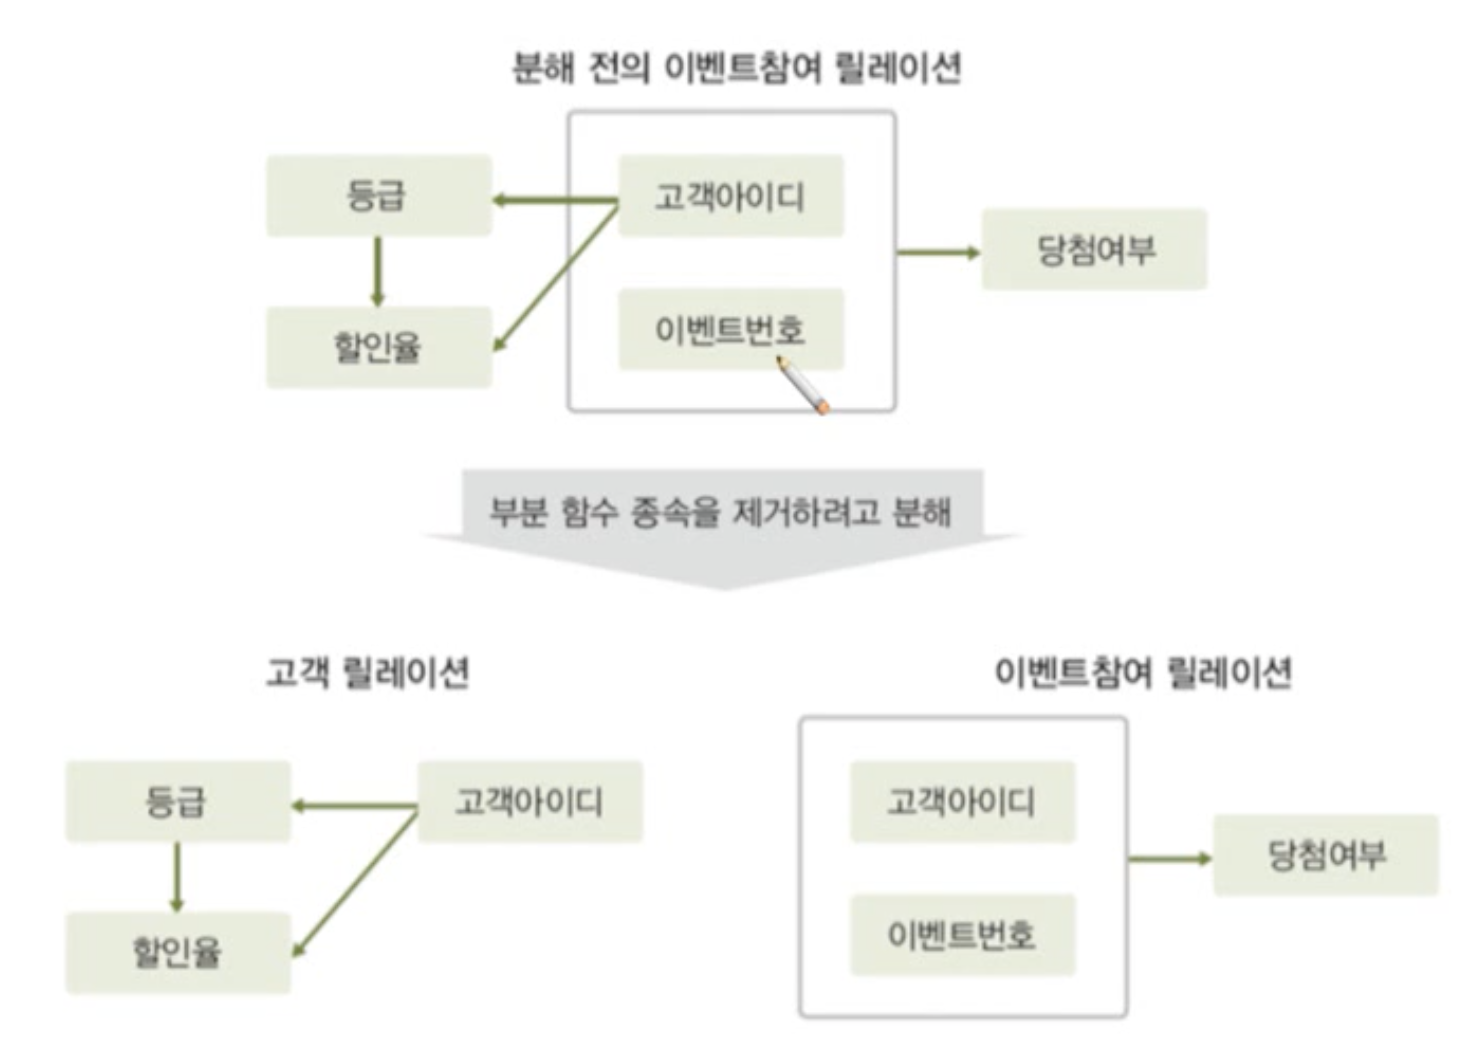 분해 전의 이벤트참여 릴레이션
등급
고객아이디
당첨여부
할인율
이벤트번호
부분 함수 종속을 제거하려고 분해
고객 릴레이션
이벤트참여 릴레이션
등급
고객아이디
고객아이디
당첨여부
할인율
이벤트번호